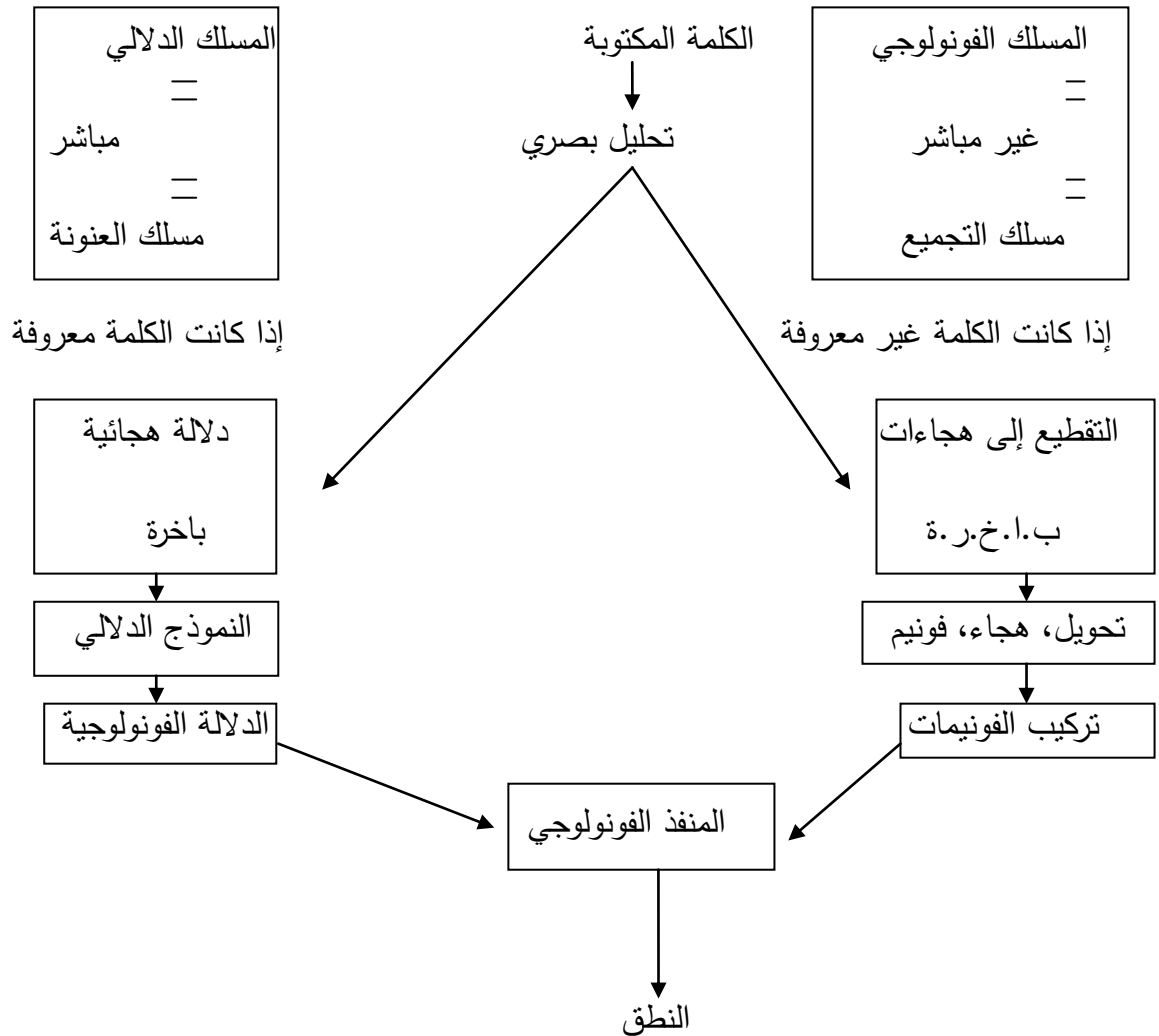 المسلك الفونولوجي
=
غير مباشر
=
مسلك التجميع
الكلمة المكتوبة
تحليل بصري
المسلك الدلالي
=
مباشر
=
مسلك العنونة
إذا كانت الكلمة غير معروفة
إذا كانت الكلمة معروفة
التقطيع إلى هجاءات
ب.ا.خ.ر.ة
تحويل، هجاء، فونيم
تركيب الفونيمات
دلالة هجائية
باخرة
النموذج الدلالي
الدلالة الفونولوجية
المنفذ الفونولوجي
النطق